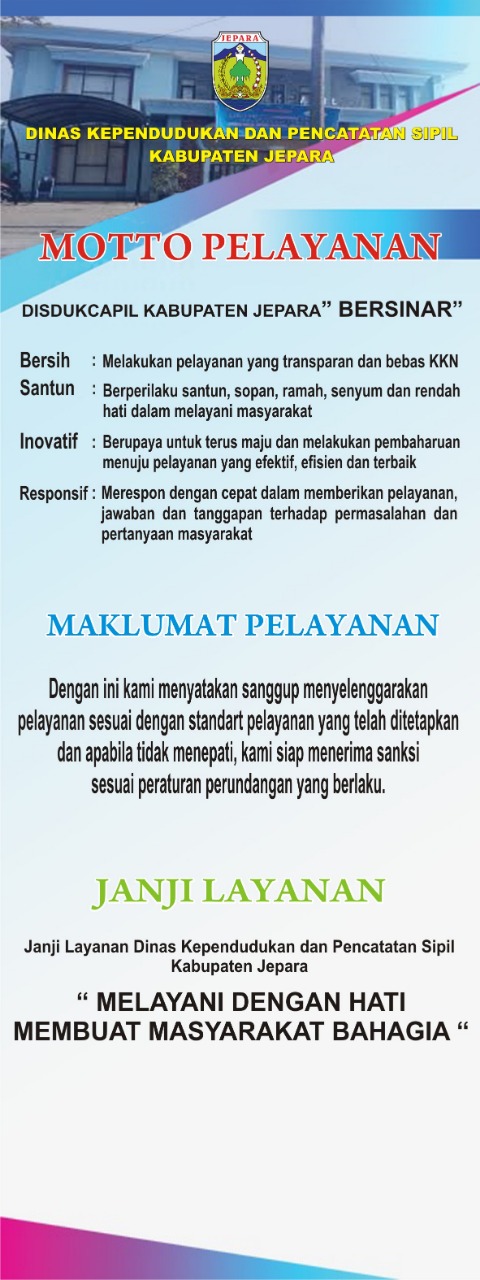 JEPARA
DINAS KEPENDUDUKAN DAN PENCATATAN SIPIL
KABUPATEN JEPARA
MOTTO PELAYANAN
DISDUKCAPIL KABUPATEN JEPARA” BERSINAR”
Bersih : Melakukan pelayanan yang transparan dan bebas KKN
Santun : Berperilaku santun, sopan, ramah, senyum dan rendah
hati dalam melayani masyarakat
Inovatif : Berupaya untuk terus maju dan melakukan pembaharuan
menuju pelayanan yang efektif, efisien dan terbaik
Responsif : Merespon dengan cepat dalam memberikan pelayanan,
jawaban dan tanggapan terhadap permasalahan dan
pertanyaan masyarakat
MAKLUMAT PELAYANAN
Dengan ini kami menyatakan sanggup menyelenggarakan
pelayanan sesuai dengan standart pelayanan yang telah ditetapkan
dan apabila tidak menepati, kami siap menerima sanksi
sesuai peraturan perundangan yang berlaku.
JANJI LAYANAN
Janji Layanan Dinas Kependudukan dan Pencatatan Sipil
Kabupaten Jepara
“ MELAYANI DENGAN HATI
MEMBUAT MASYARAKAT BAHAGIA “